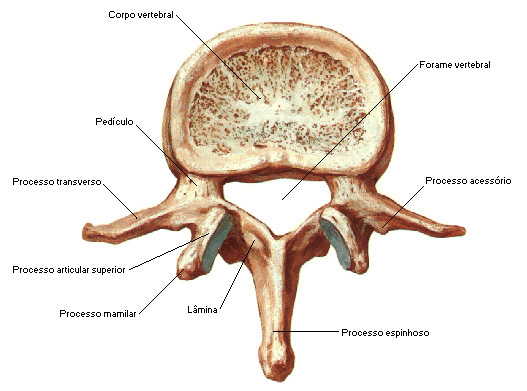 Corpo vertebral
Forame vertebral
Pedículo
Processo transverso
Processo acessório
Processo articular superior
Processo mamilar
Lâmina
Processo espinhoso